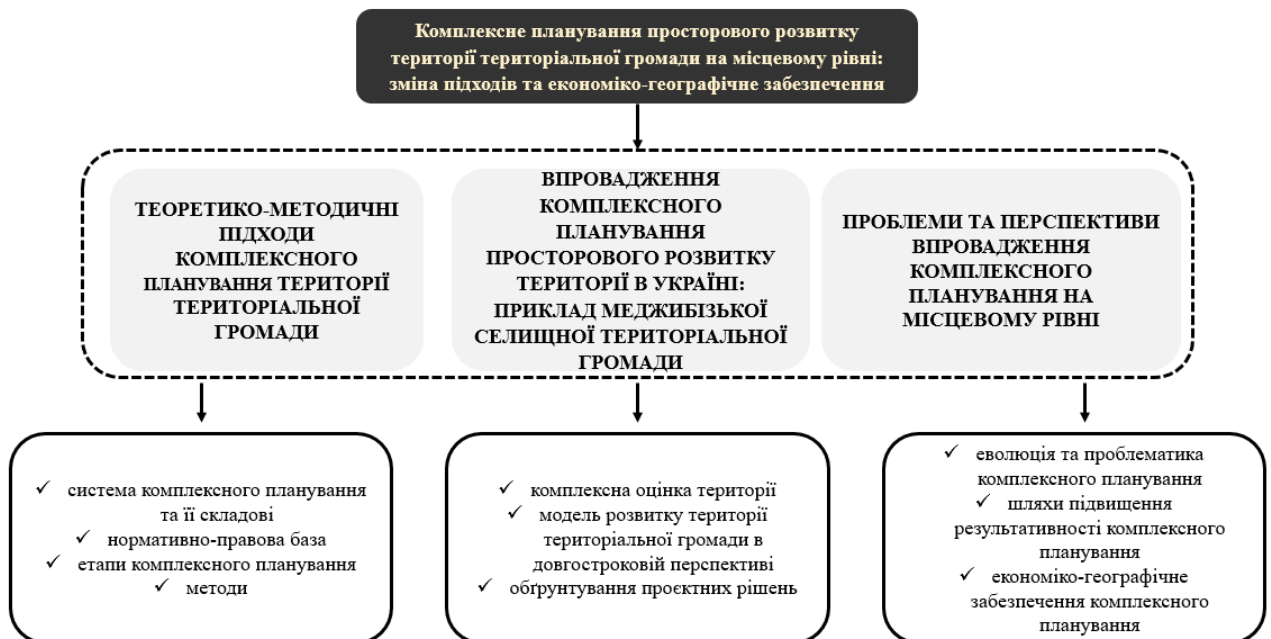 Комплексне планування просторового розвитку
території територіальної громади на місцевому рівні:
зміна підходів та економіко-географічне забезпечення
ТЕОРЕТИКО-МЕТОДИЧНІ
ПІДХОДИ
КОМПЛЕКСНОГО
ПЛАНУВАННЯ ТЕРИТОРІЇ
ТЕРИТОРІАЛЬНОЇ
ГРОМАДИ
ВПРОВАДЖЕННЯ
КОМПЛЕКСНОГО
ПЛАНУВАННЯ
ПРОСТОРОВОГО РОЗВИТКУ
ТЕРИТОРІЇ В УКРАЇНІ:
ПРИКЛАД МЕДЖИБІЗЬКОЇ
СЕЛИЩНОЇ ТЕРИТОРІАЛЬНОЇ
ГРОМАДИ
ПРОБЛЕМИ ТА ПЕРСПЕКТИВИ
ВПРОВАДЖЕННЯ
КОМПЛЕКСНОГО
ПЛАНУВАННЯ НА
МІСЦЕВОМУ РІВНІ
✓ система комплексного планування
та її складові
✓ нормативно-правова база
✓ етапи комплексного планування
✓ методи
✓ комплексна оцінка території
✓ модель розвитку території
територіальної громади в
довгостроковій перспективі
✓ обґрунтування проєктних рішень
✓ еволюція та проблематика
комплексного планування
✓ шляхи підвищення
результативності комплексного
планування
✓ економіко-географічне
забезпечення комплексного
планування